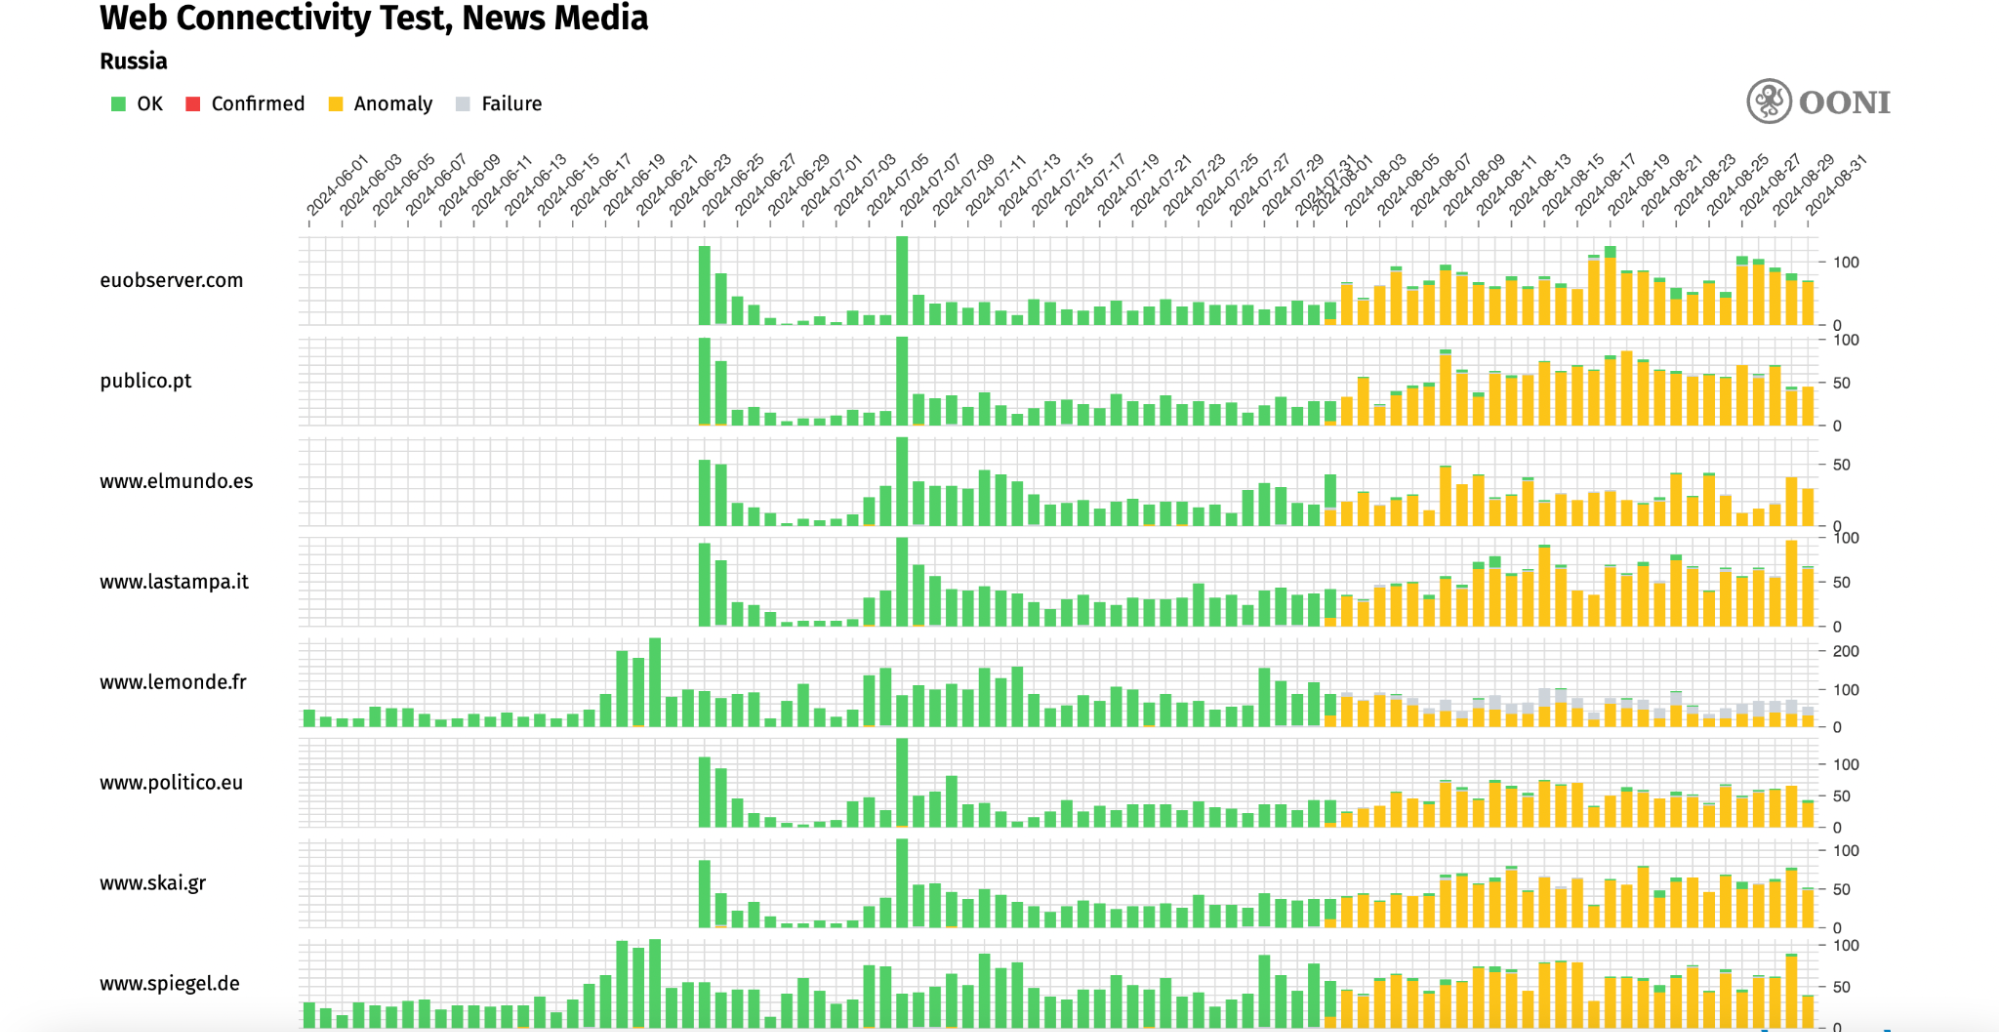 Web Connectivity Test, News Media
Russia
OK Confirmed Anomaly Failure
OONI
2024-06-01 2024-06-03 2024-06-05 2024-06-07 2024-06-09 2024-06-11 2024-06-13 2024-06-15 2024-06-17 2024-06-19 2024-06-21 2024-06-23 2024-06-25 2024-06-27 2024-06-29 2024-07-01 2024-07-03 2024-07-05 2024-07-07 2024-07-09 2024-07-11 2024-07-13 2024-07-15 2024-07-17 2024-07-19 2024-07-21 2024-07-23 2024-07-25 2024-07-27 2024-07-29 2024-07-31 2024-08-01 2024-08-03 2024-08-05 2024-08-07 2024-08-09 2024-08-11 2024-08-13 2024-08-15 2024-08-17 2024-08-19 2024-08-21 2024-08-23 2024-08-25 2024-08-27 2024-08-29 2024-08-31
100
euobserver.com
0
100
publico.pt
50
0
50
www.elmundo.es
0
100
www.lastampa.it
50
0
200
www.lemonde.fr
100
0
100
www.politico.eu
50
0
100
www.skai.gr
50
0
100
www.spiegel.de
50
0